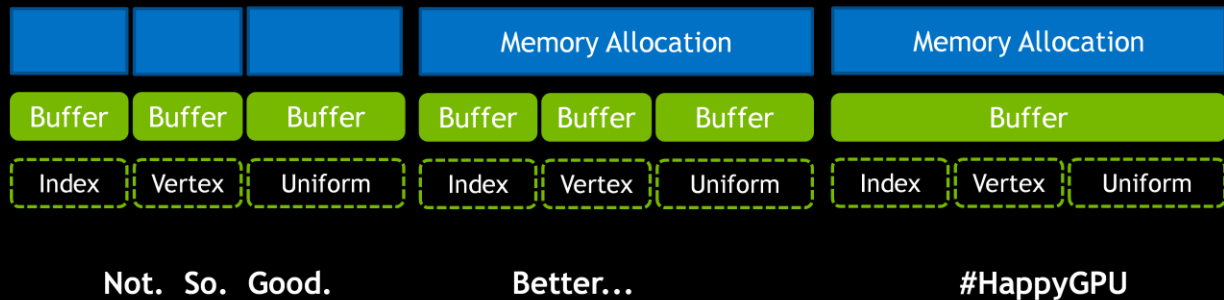 Memory Allocation Memory Allocation
Buffer Buffer Buffer Buffer Buffer Buffer Buffer
Index Vertex Uniform Index Vertex Uniform Index Vertex Uniform
Not. So. Good. Better... #HappyGPU